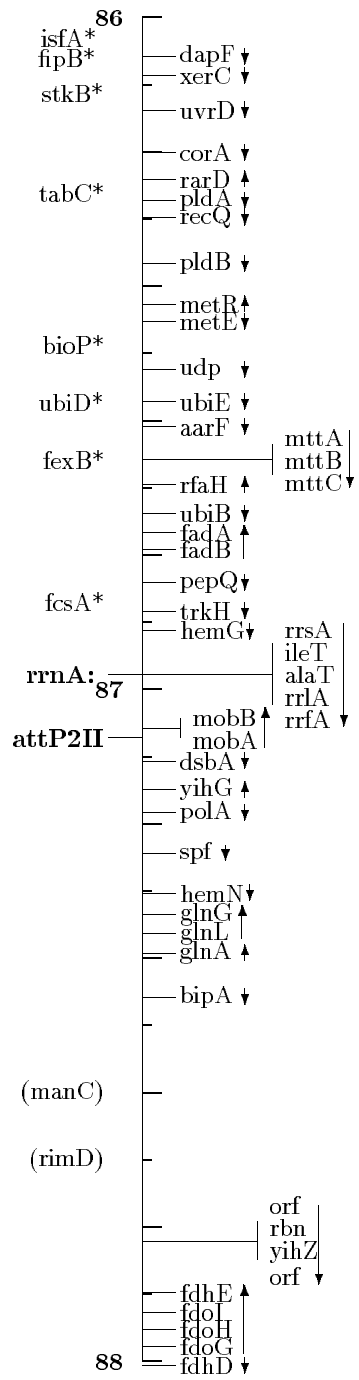 86
isfA*
fipB* dapF
xerC
stkB*
uvrD
corA
rarD
tabC* pldA
recQ
pldB
metR
metE
bioP*
udp
ubiD* ubiE
aarF
mttA
fexB* mttB
rfaH mttC
ubiB
fadA
fadB
pepQ
fcsA* trkH
hemG rrsA
ileT
rrnA: alaT
87 rrlA
mobB rrfA
attP2II mobA
dsbA
yihG
polA
spf
hemN
glnG
glnL
glnA
bipA
(manC)
(rimD)
orf
rbn
yihZ
orf
fdhE
fdoI
fdoH
fdoG
88 fdhD